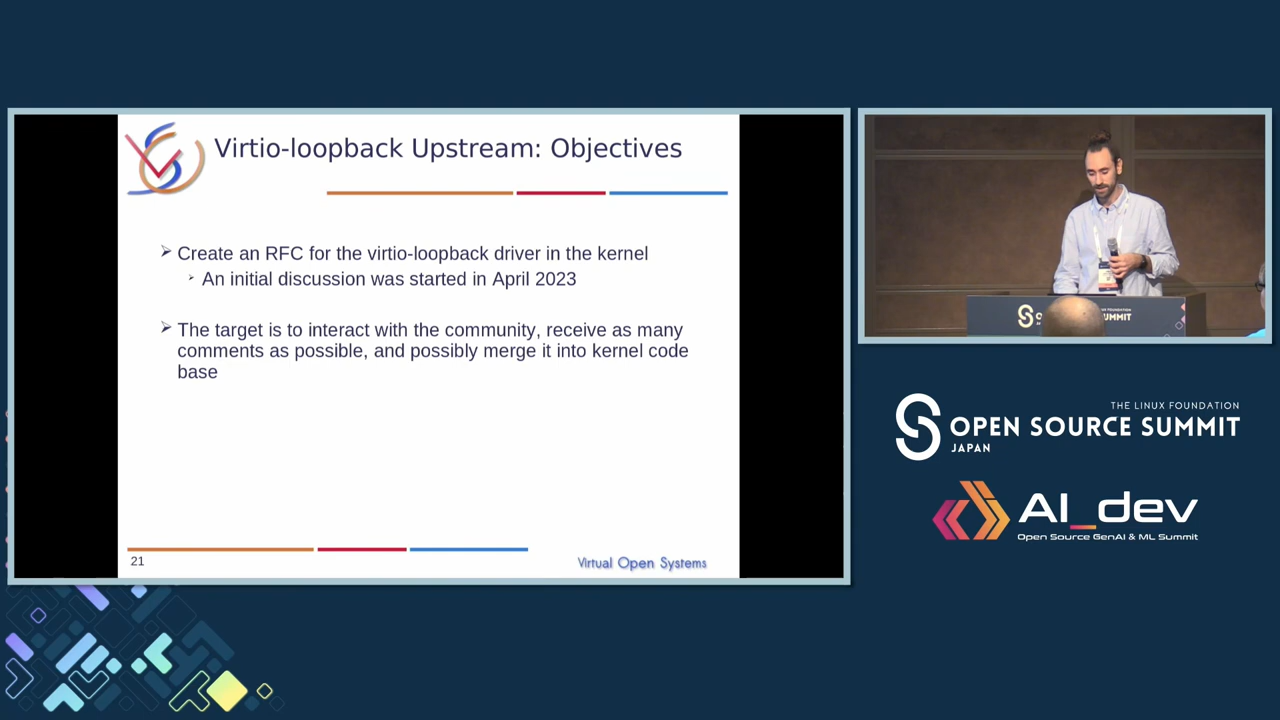 Virtio-loopback Upstream: Objectives
Create an RFC for the virtio-loopback driver in the kernel
An initial discussion was started in April 2023
The target is to interact with the community, receive as many
comments as possible, and possibly merge it into kernel code
base
21
Virtual Open Systems
SUMMIT
THE LINUX FOUNDATION
OPEN SOURCE SUMMIT
JAPAN
AI_dev
Open Source GenAI & ML Summit